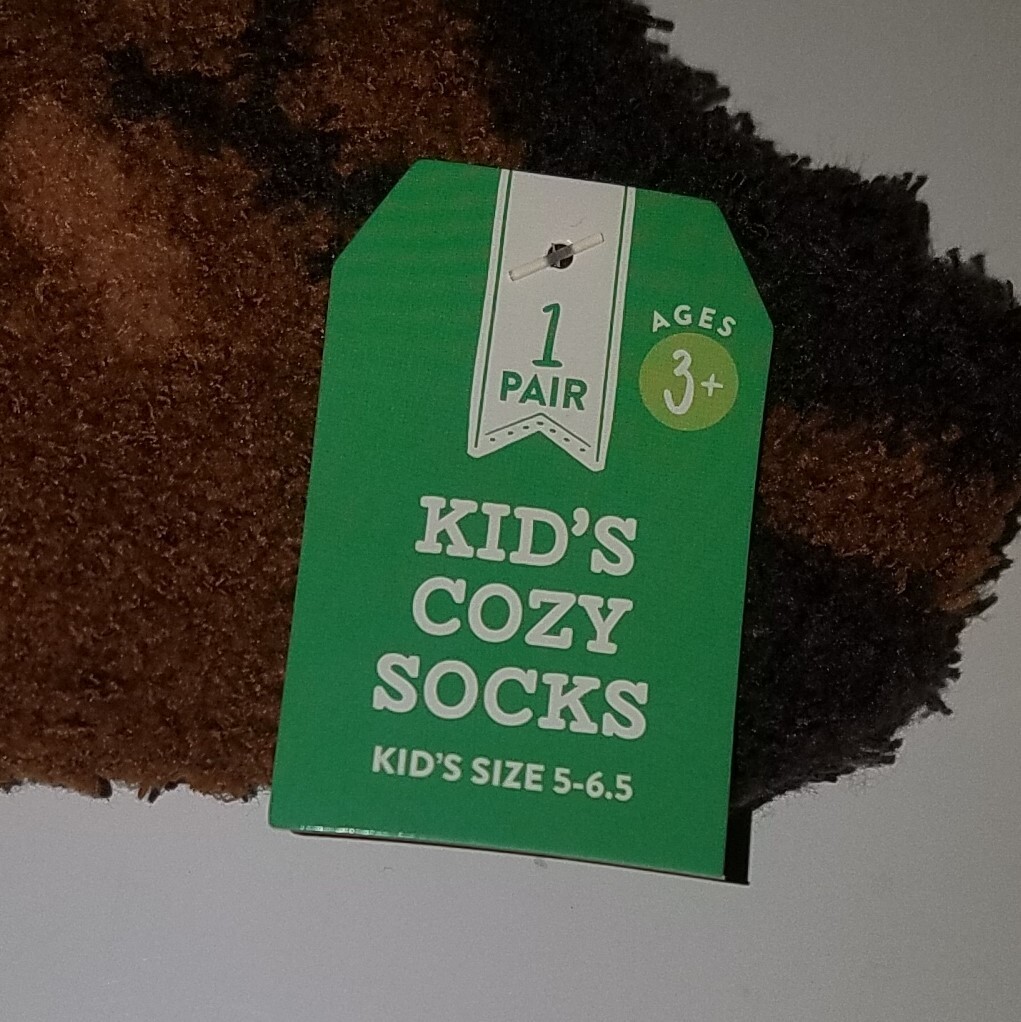 1
PAIR
AGES
3+
KID'S
COZY
SOCKS
KID'S SIZE 5-6.5